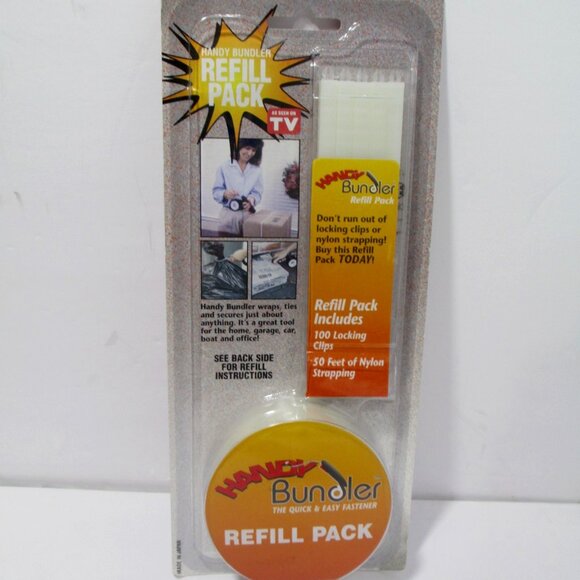 HANDY BUNDLER
REFILL
PACK
AS SEEN ON
TV
HANDY
Bundler
Refill Pack
Don't run out of
locking clips or
nylon strapping!
Buy this Refill
Pack TODAY!
Refill Pack
Includes
100 Locking
Clips
50 Feet of Nylon
Strapping
Handy Bundler wraps, ties
and secures just about
anything. It's a great tool
for the home, garage, car,
boat and office!
SEE BACK SIDE
FOR REFILL
INSTRUCTIONS
HANDY
Bundler
THE QUICK & EASY FASTENER
REFILL PACK
MADE IN JAPAN